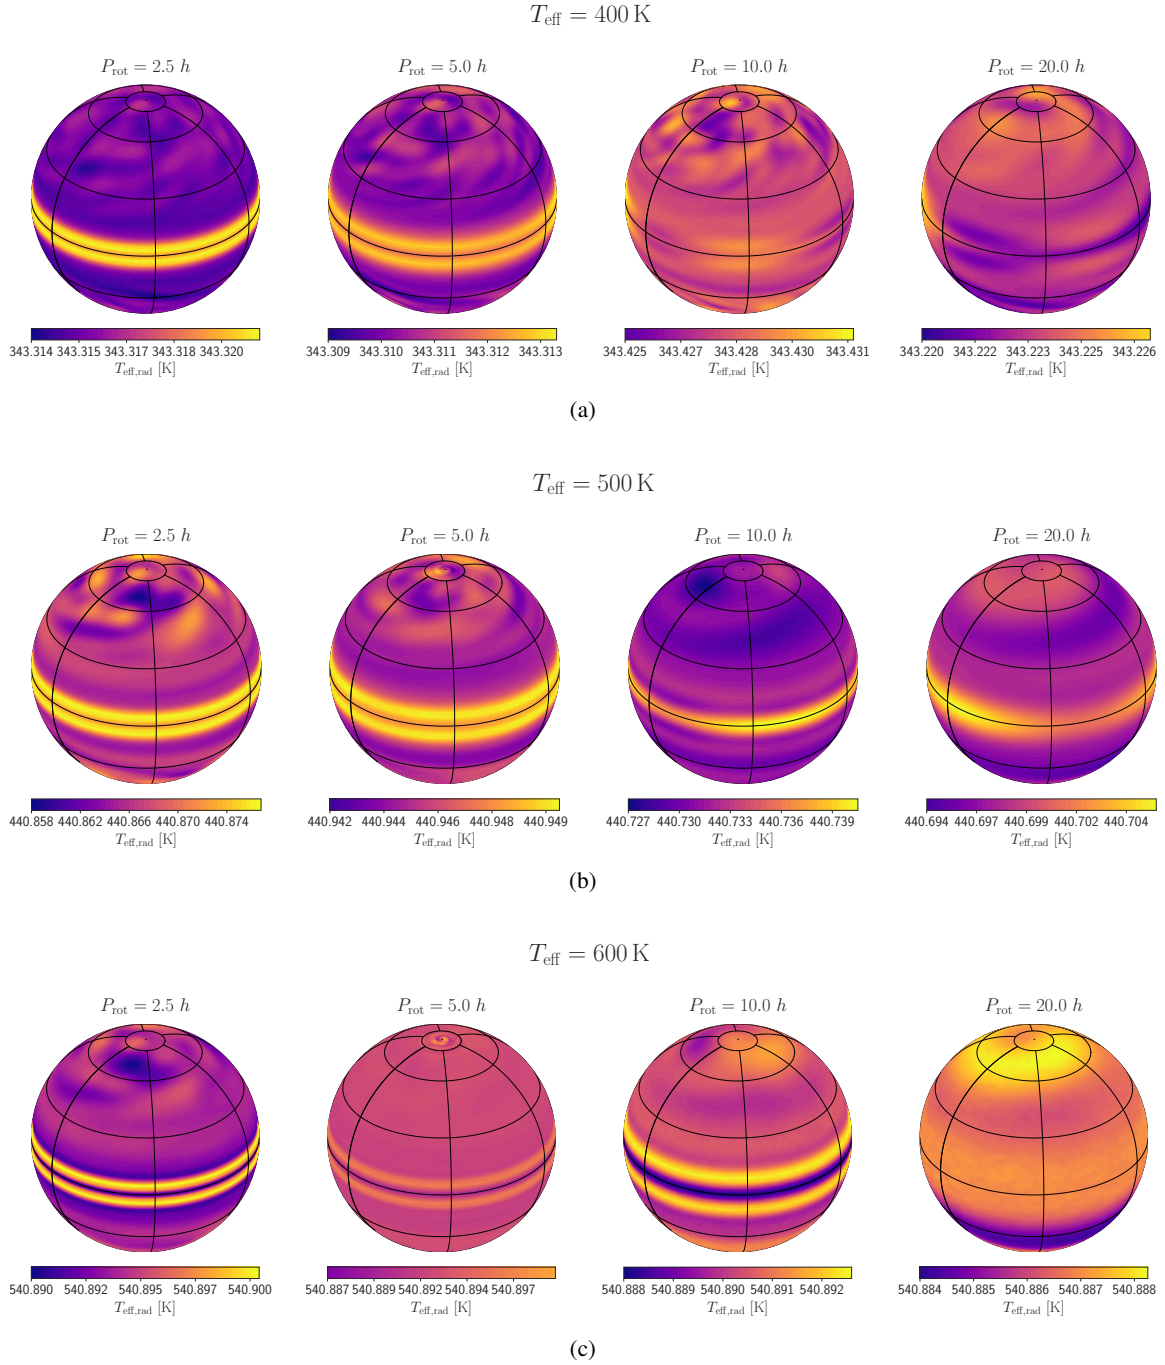 T_eff = 400 K
P_rot = 2.5 h
P_rot = 5.0 h
P_rot = 10.0 h
P_rot = 20.0 h
343.314 343.315 343.317 343.318 343.320
343.309 343.310 343.311 343.312 343.313
343.425 343.427 343.428 343.430 343.431
343.220 343.222 343.223 343.225 343.226
T_eff,rad [K]
T_eff,rad [K]
T_eff,rad [K]
T_eff,rad [K]
(a)
T_eff = 500 K
P_rot = 2.5 h
P_rot = 5.0 h
P_rot = 10.0 h
P_rot = 20.0 h
440.858 440.862 440.866 440.870 440.874
440.942 440.944 440.946 440.948 440.949
440.727 440.730 440.733 440.736 440.739
440.694 440.697 440.699 440.702 440.704
T_eff,rad [K]
T_eff,rad [K]
T_eff,rad [K]
T_eff,rad [K]
(b)
T_eff = 600 K
P_rot = 2.5 h
P_rot = 5.0 h
P_rot = 10.0 h
P_rot = 20.0 h
540.890 540.892 540.895 540.897 540.900
540.887 540.889 540.892 540.894 540.897
540.888 540.889 540.890 540.891 540.892
540.884 540.885 540.886 540.887 540.888
T_eff,rad [K]
T_eff,rad [K]
T_eff,rad [K]
T_eff,rad [K]
(c)